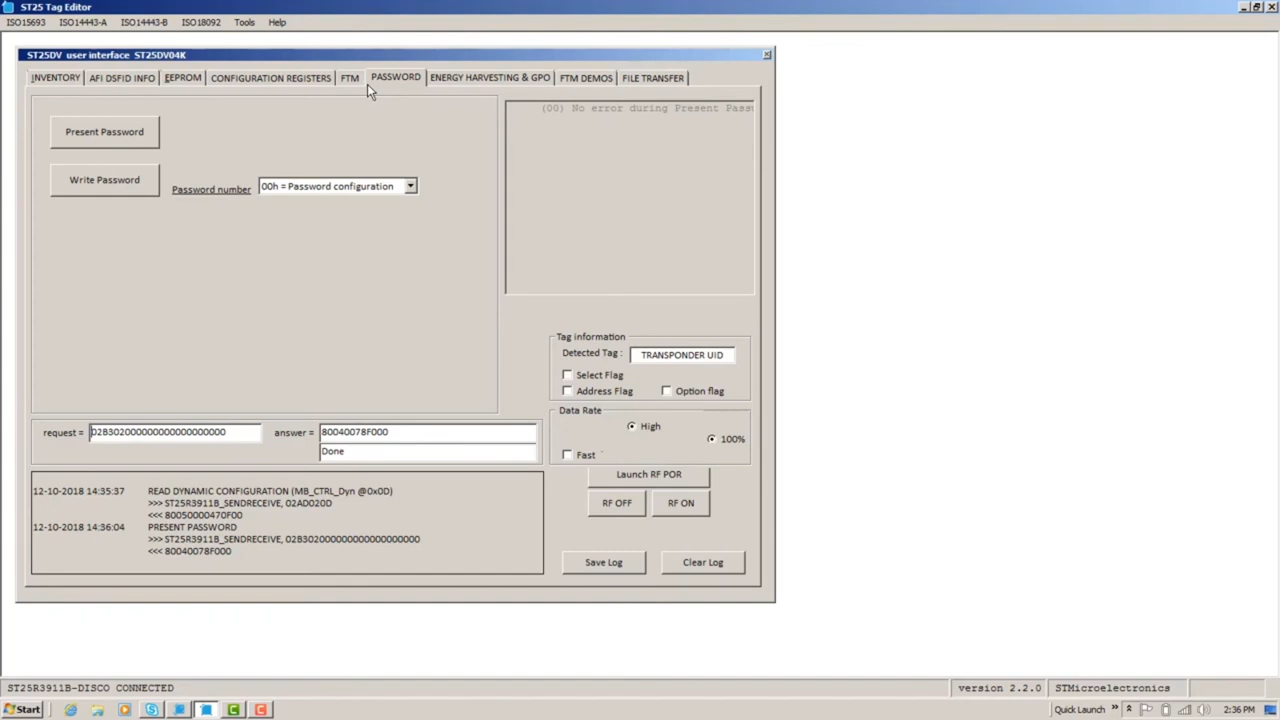 ST25 Tag Editor
ISO15693 ISO14443-A ISO14443-B ISO18092 Tools Help
ST25DV user interface ST25DV04K
INVENTORY AFI DSFID INFO EEPROM CONFIGURATION REGISTERS FTM PASSWORD ENERGY HARVESTING & GPO FTM DEMOS FILE TRANSFER
(00) No error during Present Passw
Present Password
Write Password
Password number 00h = Password configuration
Tag information
Detected Tag : TRANSPONDER UID
Select Flag
Address Flag Option flag
Data Rate
High
100%
Fast
request = 02B302000000000000000000 answer = 80040078F000
Done
Launch RF POR
RF OFF RF ON
12-10-2018 14:35:37 READ DYNAMIC CONFIGURATION (MB_CTRL_Dyn @0x0D)
>>> ST25R3911B_SENDRECEIVE, 02AD020D
<<< 80050000470F00
12-10-2018 14:36:04 PRESENT PASSWORD
>>> ST25R3911B_SENDRECEIVE, 02B302000000000000000000
<<< 80040078F000
Save Log Clear Log
ST25R3911B-DISCO CONNECTED version 2.2.0 STMicroelectronics
Start Quick Launch 2:36 PM